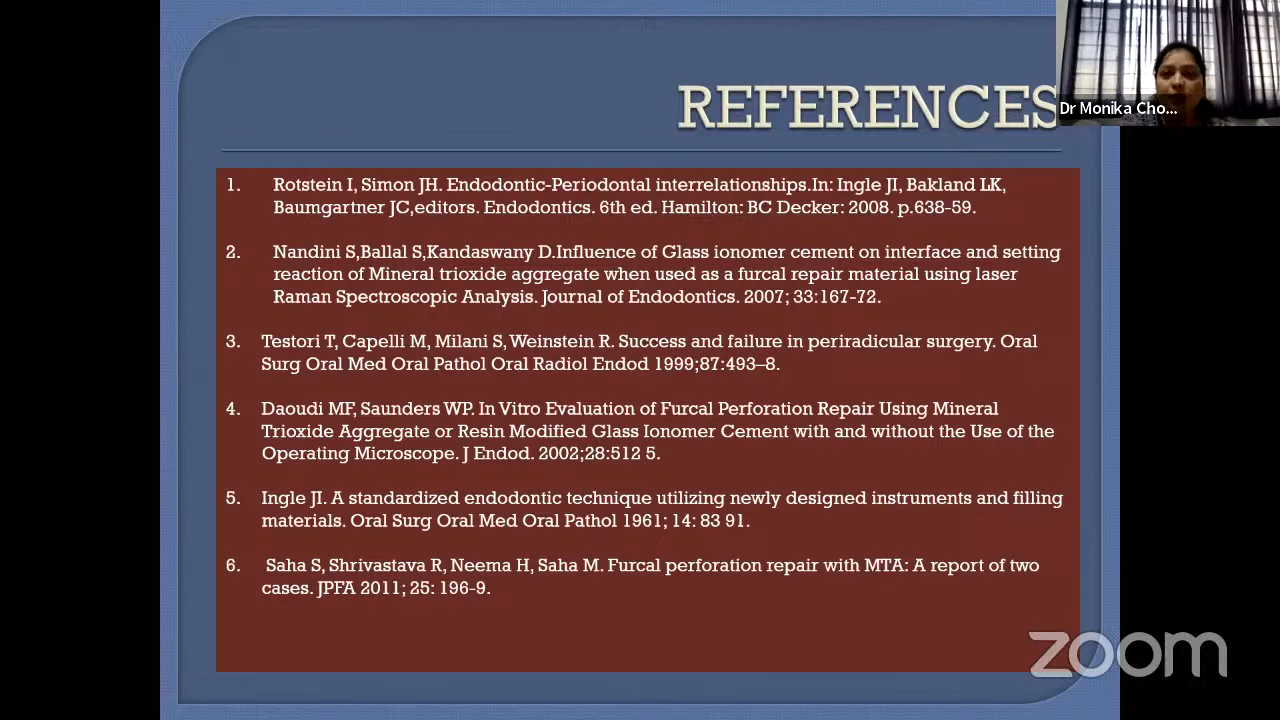 REFERENCES
Dr Monika Cho...
1. Rotstein I, Simon JH. Endodontic-Periodontal interrelationships.In: Ingle JI, Bakland LK,
Baumgartner JC,editors. Endodontics. 6th ed. Hamilton: BC Decker: 2008. p.638-59.
2. Nandini S,Ballal S,Kandaswany D.Influence of Glass ionomer cement on interface and setting
reaction of Mineral trioxide aggregate when used as a furcal repair material using laser
Raman Spectroscopic Analysis. Journal of Endodontics. 2007; 33:167-72.
3. Testori T, Capelli M, Milani S, Weinstein R. Success and failure in periradicular surgery. Oral
Surg Oral Med Oral Pathol Oral Radiol Endod 1999;87:493–8.
4. Daoudi MF, Saunders WP. In Vitro Evaluation of Furcal Perforation Repair Using Mineral
Trioxide Aggregate or Resin Modified Glass Ionomer Cement with and without the Use of the
Operating Microscope. J Endod. 2002;28:512 5.
5. Ingle JI. A standardized endodontic technique utilizing newly designed instruments and filling
materials. Oral Surg Oral Med Oral Pathol 1961; 14: 83 91.
6. Saha S, Shrivastava R, Neema H, Saha M. Furcal perforation repair with MTA: A report of two
cases. JPFA 2011; 25: 196-9.
zoom